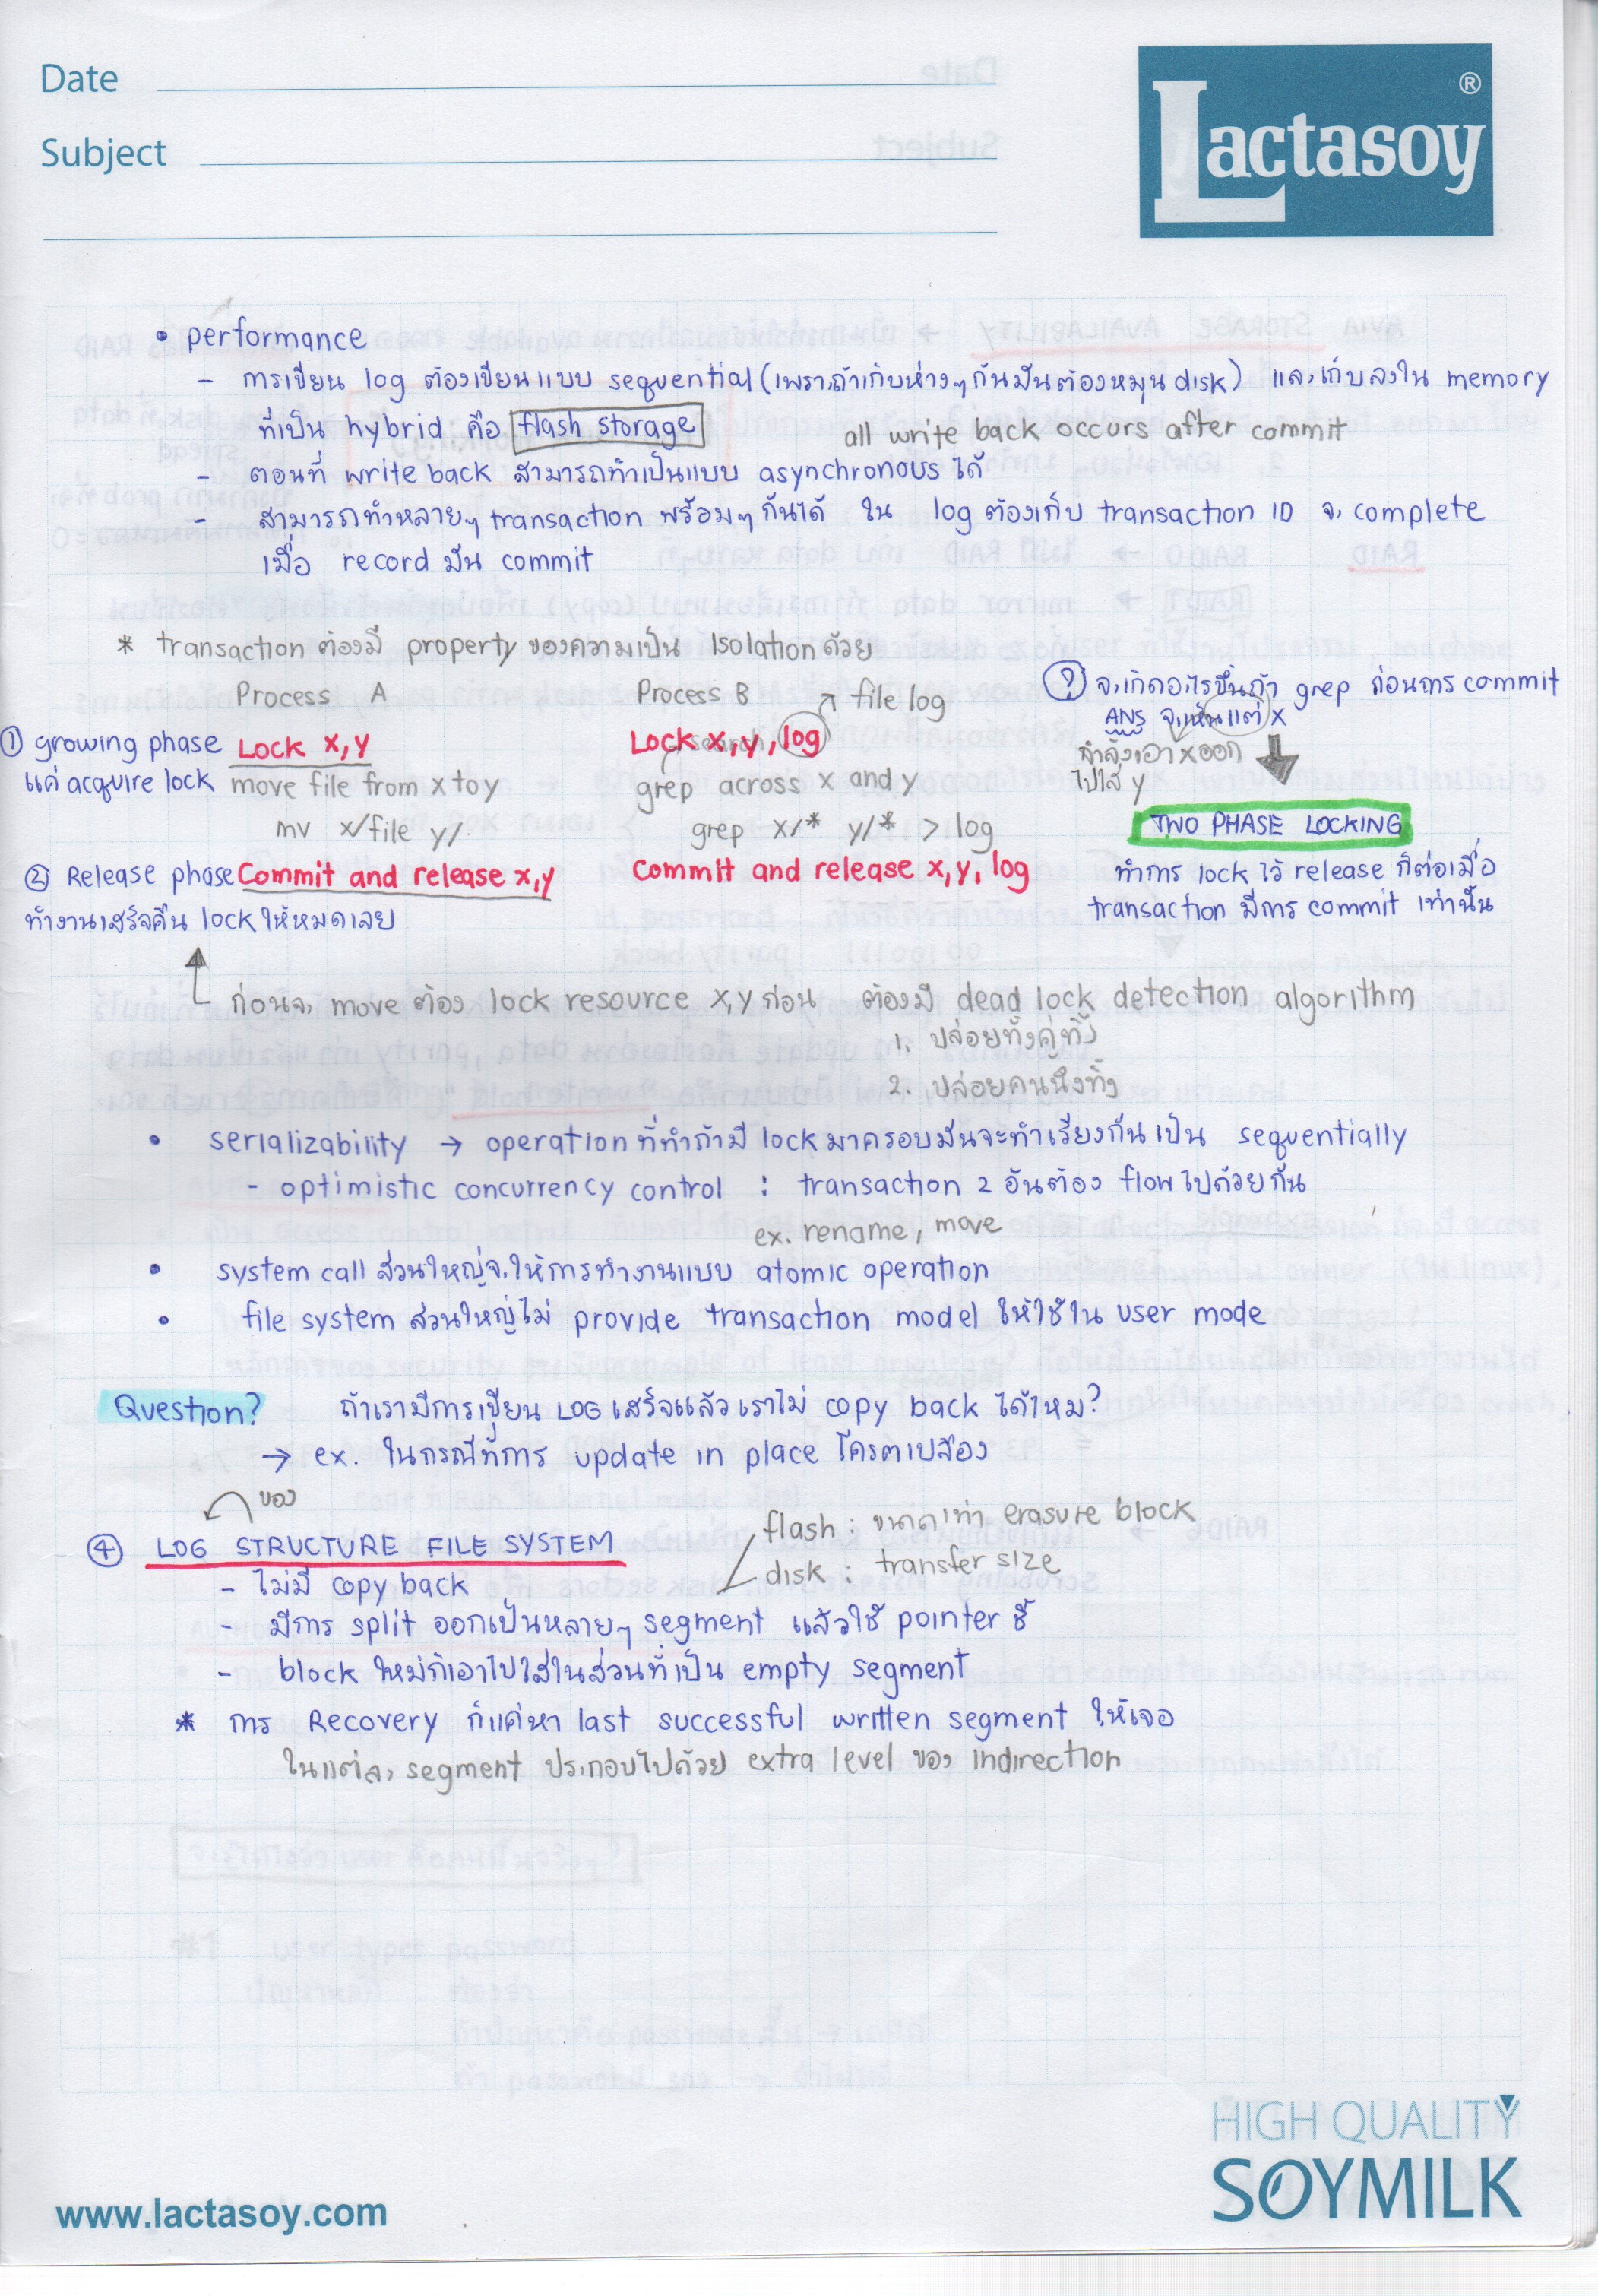 Date
Subject
Lactasoy ®
• performance
- การเขียน log ต้องเขียนแบบ sequential (เพราะถ้าเก็บห่างๆกันมันต้องหมุน disk) และเก็บลงใน memory
ที่เป็น hybrid คือ flash storage
all write back occurs after commit
- ตอนที่ write back สามารถทำเป็นแบบ asynchronous ได้
- สามารถทำหลายๆ transaction พร้อมๆ กันได้ ใน log ต้องเก็บ transaction ID จะ complete
เมื่อ record มัน commit
* transaction ต้องมี property ของความเป็น Isolation ด้วย
Process A
Process B
file log
? จะเกิดอะไรขึ้นถ้า grep ก่อนการ commit
ANS จะเห็นแต่ x
กำลังเอา x ออก
ไปใส่ y
① growing phase Lock x,y
Lock x, y, log
แค่ acquire lock move file from x to y
search
grep across x and y
mv x/file y/
grep x/* y/* > log
TWO PHASE LOCKING
② Release phase Commit and release x,y
Commit and release x, y, log
ทำการ lock ไว้ release ก็ต่อเมื่อ
transaction มีการ commit เท่านั้น
ทำงานเสร็จคืน lock ให้หมดเลย
ก่อนจะ move ต้อง lock resource x,y ก่อน ต้องมี dead lock detection algorithm
1. ปล่อยทั้งคู่ทิ้ง
2. ปล่อยคนนึงทิ้ง
• serializability → operation ที่ทำถ้ามี lock มาครอบมันจะทำเรียงกันเป็น sequentially
- optimistic concurrency control : transaction 2 อันต้อง flow ไปด้วยกัน
ex. rename, move
• system call ส่วนใหญ่จะให้การทำงานแบบ atomic operation
• file system ส่วนใหญ่ไม่ provide transaction model ให้ใช้ใน user mode
Question? ถ้าเรามีการเขียน LOG เสร็จแล้วเราไม่ copy back ได้ไหม?
→ ex. ในกรณีที่การ update in place โครตเปลือง
ของ
④ LOG STRUCTURE FILE SYSTEM
flash : ขนาดเท่า erasure block
disk : transfer size
- ไม่มี copy back
- มีการ split ออกเป็นหลายๆ segment แล้วใช้ pointer ชี้
- block ใหม่ก็เอาไปใส่ในส่วนที่เป็น empty segment
* การ Recovery ก็แค่หา last successful written segment ให้เจอ
ในแต่ละ segment ประกอบไปด้วย extra level ของ indirection
HIGH QUALITY
SOYMILK
www.lactasoy.com